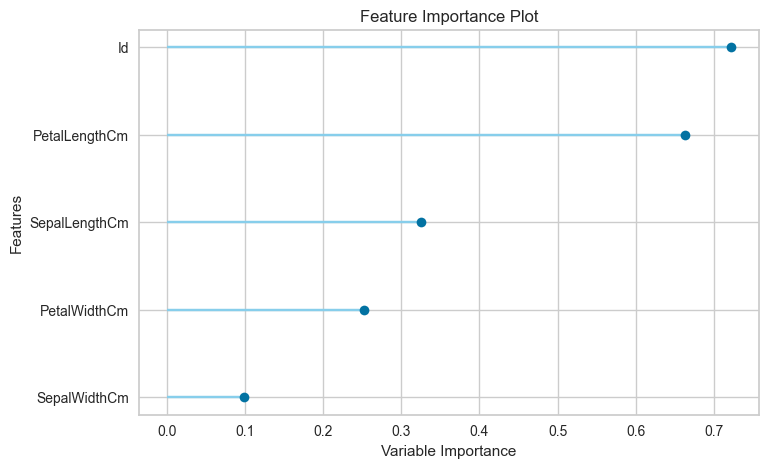 Feature Importance Plot
Id
PetalLengthCm
SepalLengthCm
PetalWidthCm
SepalWidthCm
Features
0.0 0.1 0.2 0.3 0.4 0.5 0.6 0.7
Variable Importance